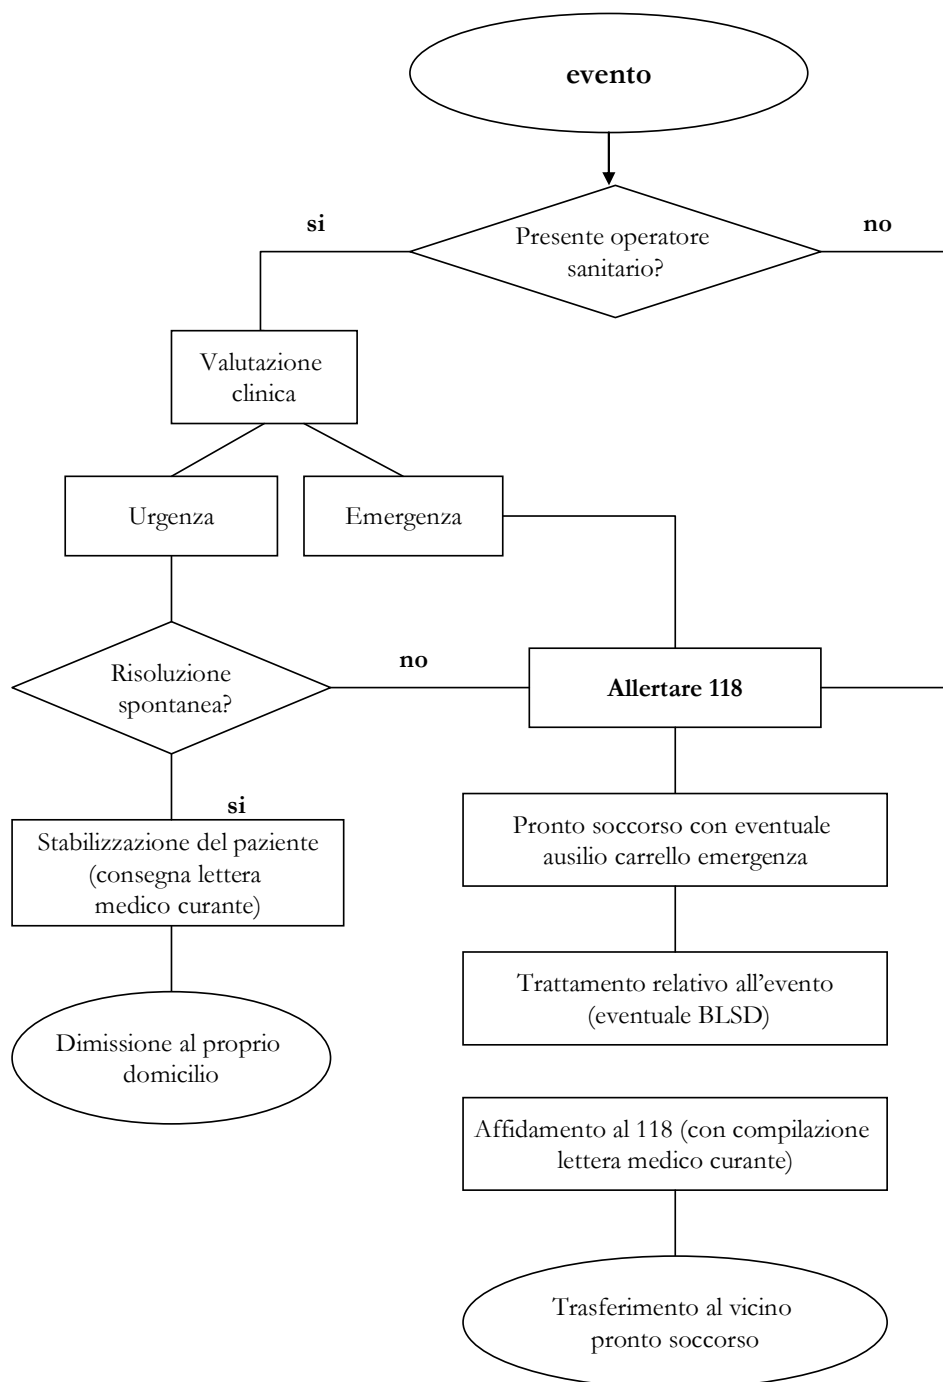 evento
si
no
Presente operatore
sanitario?
Valutazione
clinica
Urgenza
Emergenza
Risoluzione
spontanea?
no
Allertare 118
si
Stabilizzazione del paziente
(consegna lettera
medico curante)
Pronto soccorso con eventuale
ausilio carrello emergenza
Trattamento relativo all’evento
(eventuale BLSD)
Dimissione al proprio
domicilio
Affidamento al 118 (con compilazione
lettera medico curante)
Trasferimento al vicino
pronto soccorso